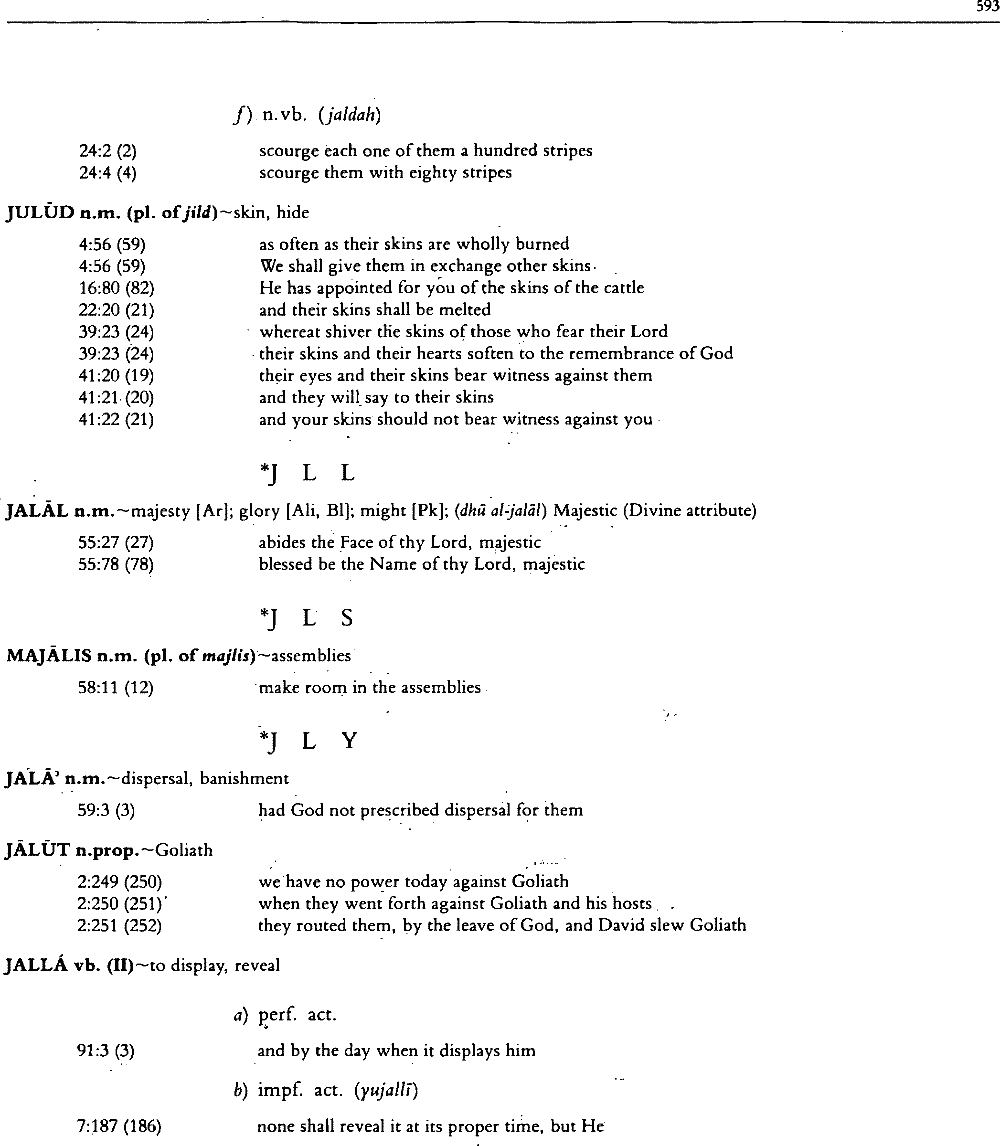 593
f) n.vb. (jaldah)
24:2 (2) scourge each one of them a hundred stripes
24:4 (4) scourge them with eighty stripes
JULŪD n.m. (pl. of jild)~skin, hide
4:56 (59) as often as their skins are wholly burned
4:56 (59) We shall give them in exchange other skins
16:80 (82) He has appointed for you of the skins of the cattle
22:20 (21) and their skins shall be melted
39:23 (24) whereat shiver the skins of those who fear their Lord
39:23 (24) their skins and their hearts soften to the remembrance of God
41:20 (19) their eyes and their skins bear witness against them
41:21 (20) and they will say to their skins
41:22 (21) and your skins should not bear witness against you
*J L L
JALĀL n.m.~majesty [Ar]; glory [Ali, Bl]; might [Pk]; (dhū al-jalāl) Majestic (Divine attribute)
55:27 (27) abides the Face of thy Lord, majestic
55:78 (78) blessed be the Name of thy Lord, majestic
*J L S
MAJĀLIS n.m. (pl. of majlis)~assemblies
58:11 (12) make room in the assemblies
*J L Y
JALĀʾ n.m.~dispersal, banishment
59:3 (3) had God not prescribed dispersal for them
JĀLŪT n.prop.~Goliath
2:249 (250) we have no power today against Goliath
2:250 (251) when they went forth against Goliath and his hosts
2:251 (252) they routed them, by the leave of God, and David slew Goliath
JALLÁ vb. (II)~to display, reveal
a) perf. act.
91:3 (3) and by the day when it displays him
b) impf. act. (yujallī)
7:187 (186) none shall reveal it at its proper time, but He